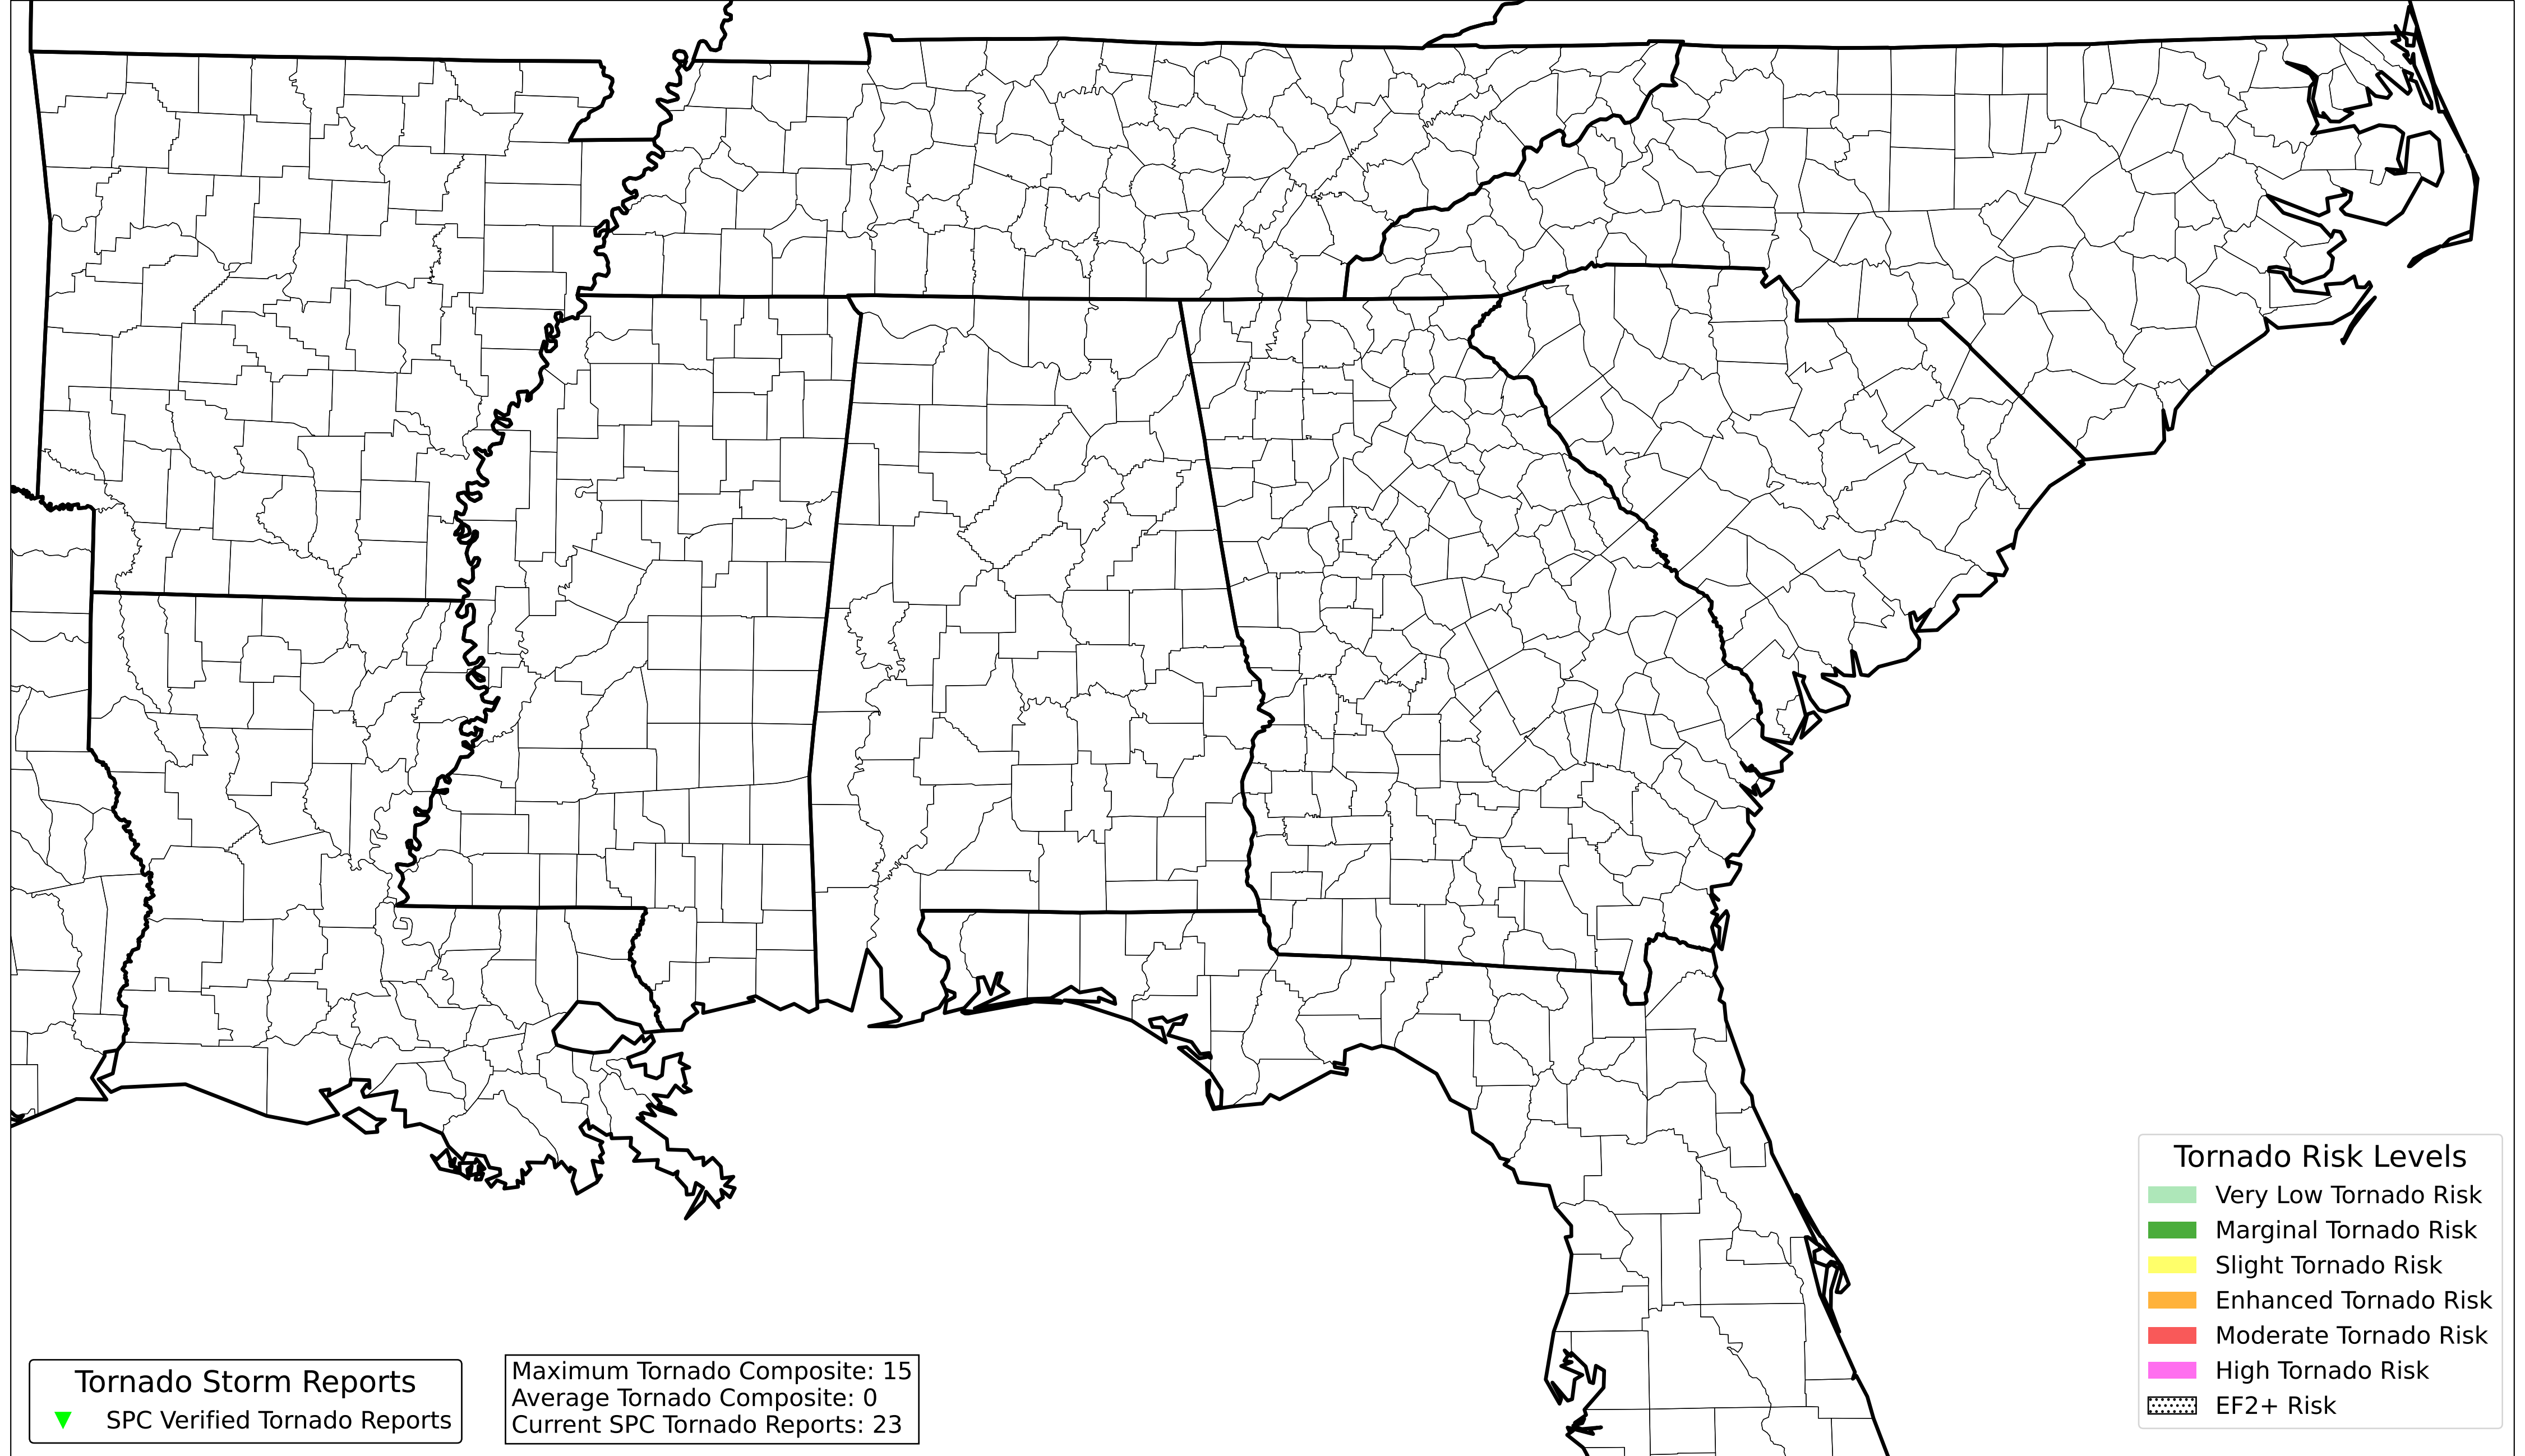 Tornado Storm Reports
SPC Verified Tornado Reports
Maximum Tornado Composite: 15
Average Tornado Composite: 0
Current SPC Tornado Reports: 23
Tornado Risk Levels
Very Low Tornado Risk
Marginal Tornado Risk
Slight Tornado Risk
Enhanced Tornado Risk
Moderate Tornado Risk
High Tornado Risk
EF2+ Risk